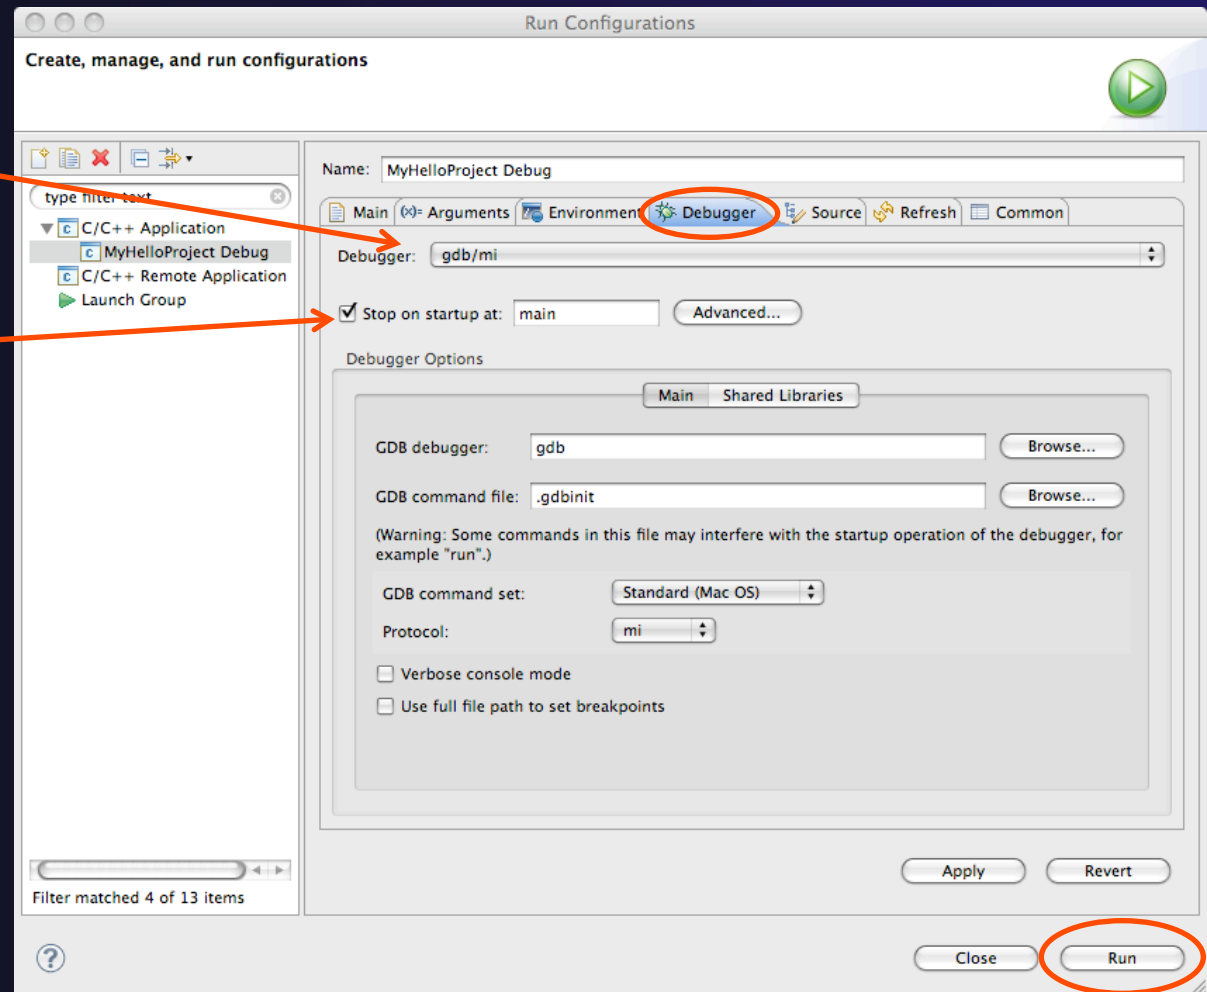 Run Configurations
Create, manage, and run configurations
type filter text
C/C++ Application
MyHelloProject Debug
C/C++ Remote Application
Launch Group
Filter matched 4 of 13 items
Name: MyHelloProject Debug
Main (x)= Arguments Environment Debugger Source Refresh Common
Debugger: gdb/mi
Stop on startup at: main Advanced...
Debugger Options
Main Shared Libraries
GDB debugger: gdb Browse...
GDB command file: .gdbinit Browse...
(Warning: Some commands in this file may interfere with the startup operation of the debugger, for
example "run".)
GDB command set: Standard (Mac OS)
Protocol: mi
Verbose console mode
Use full file path to set breakpoints
Apply Revert
Close Run